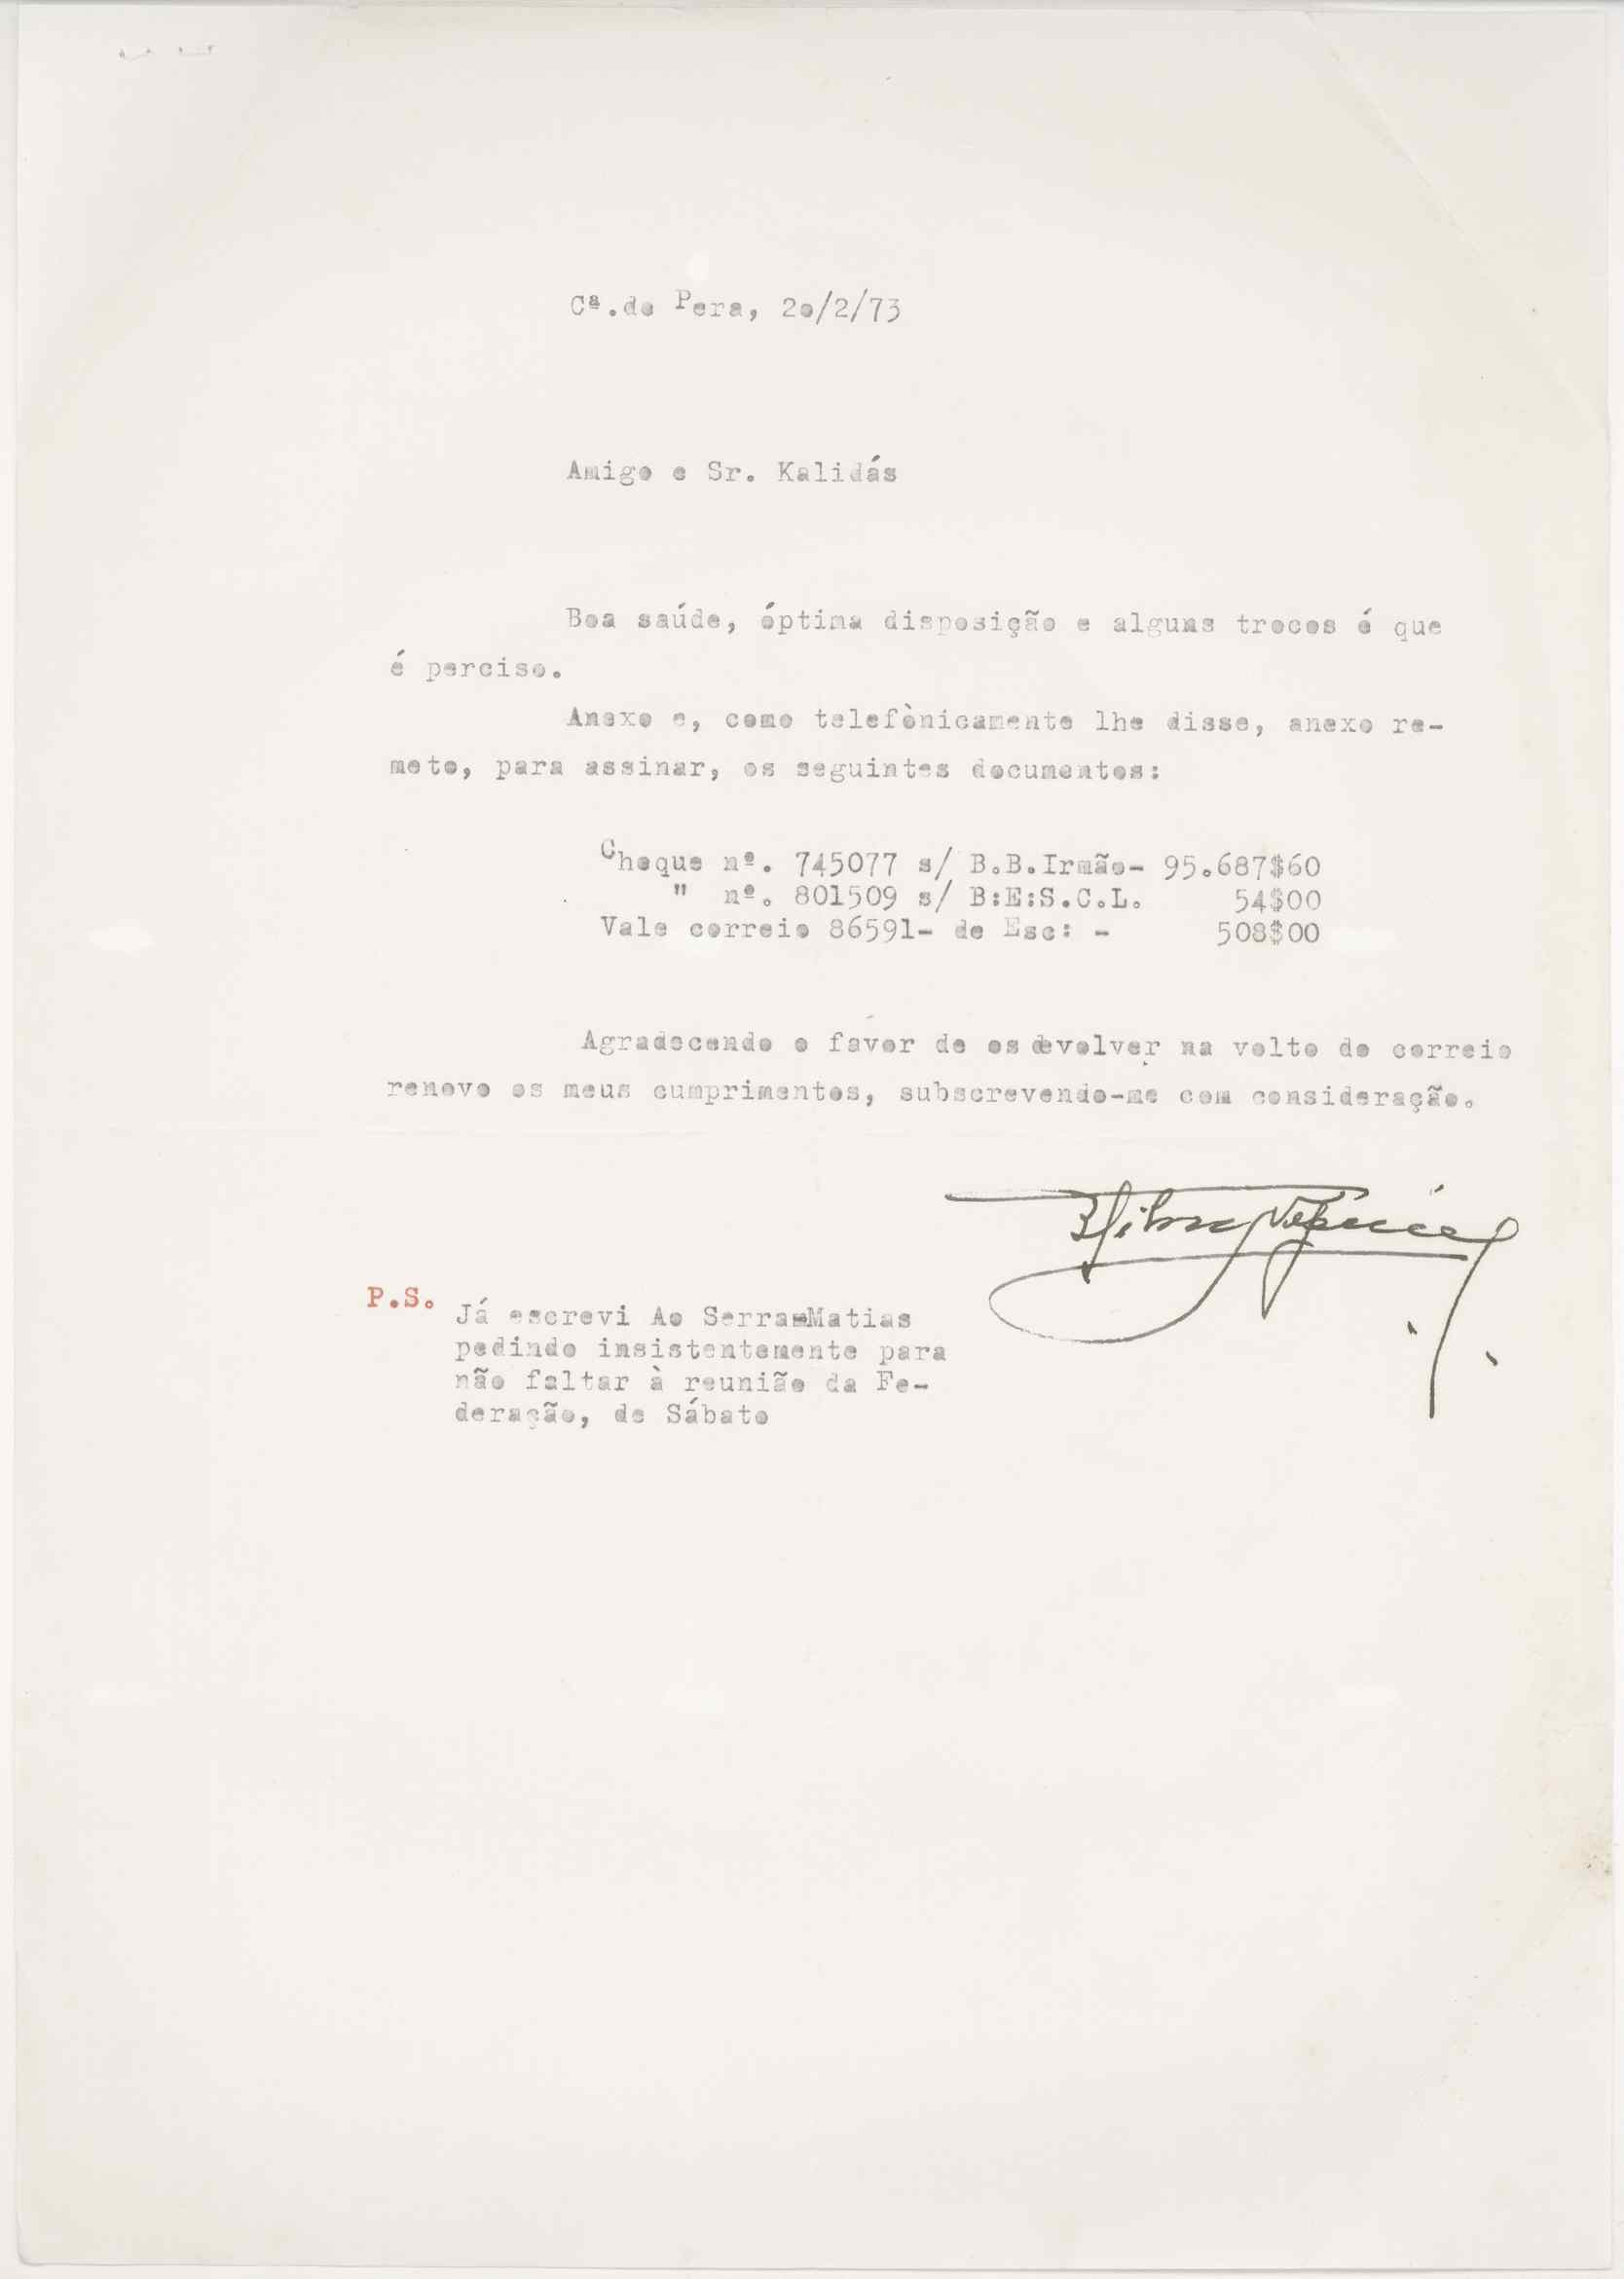 Cª.de Pera, 20/2/73
Amigo e Sr. Kalidás
Boa saúde, óptima disposição e alguns trocos é que
é perciso.
Anexo e, como telefònicamente lhe disse, anexo re-
meto, para assinar, os seguintes documentos:
Cheque nº. 745077 s/ B.B.Irmão- 95.687$60
" nº. 801509 s/ B:E:S.C.L. 54$00
Vale correio 86591- de Esc: - 508$00
Agradecendo o favor de os devolver na volto do correio
renovo os meus cumprimentos, subscrevendo-me com consideração.
P.S.
Já escrevi Ao Serra Matias
pedindo insistentemente para
não faltar à reunião da Fe-
deração, de Sábato